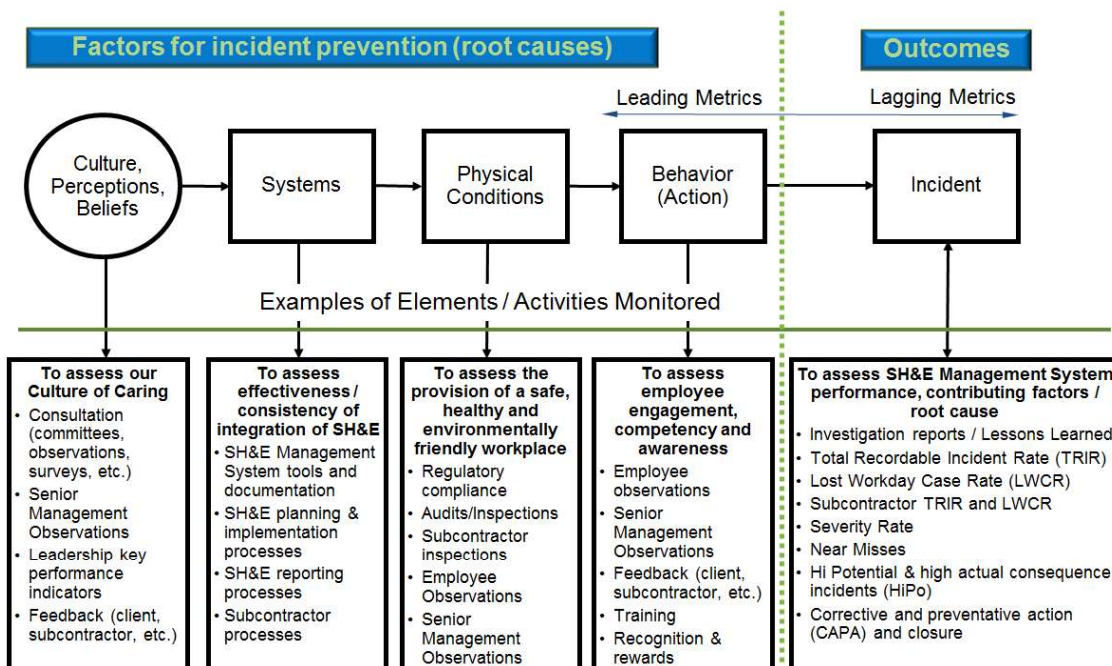 Factors for incident prevention (root causes)
Outcomes
Leading Metrics
Lagging Metrics
Culture,
Perceptions,
Beliefs
Systems
Physical
Conditions
Behavior
(Action)
Incident
Examples of Elements / Activities Monitored
To assess our
Culture of Caring
• Consultation
(committees,
observations,
surveys, etc.)
• Senior
Management
Observations
• Leadership key
performance
indicators
• Feedback (client,
subcontractor, etc.)
To assess
effectiveness /
consistency of
integration of SH&E
• SH&E Management
System tools and
documentation
• SH&E planning &
implementation
processes
• SH&E reporting
processes
• Subcontractor
processes
To assess the
provision of a safe,
healthy and
environmentally
friendly workplace
• Regulatory
compliance
• Audits/Inspections
• Subcontractor
inspections
• Employee
Observations
• Senior
Management
Observations
To assess
employee
engagement,
competency and
awareness
• Employee
observations
• Senior
Management
Observations
• Feedback (client,
subcontractor, etc.)
• Training
• Recognition &
rewards
To assess SH&E Management System
performance, contributing factors /
root cause
• Investigation reports / Lessons Learned
• Total Recordable Incident Rate (TRIR)
• Lost Workday Case Rate (LWCR)
• Subcontractor TRIR and LWCR
• Severity Rate
• Near Misses
• Hi Potential & high actual consequence
incidents (HiPo)
• Corrective and preventative action
(CAPA) and closure